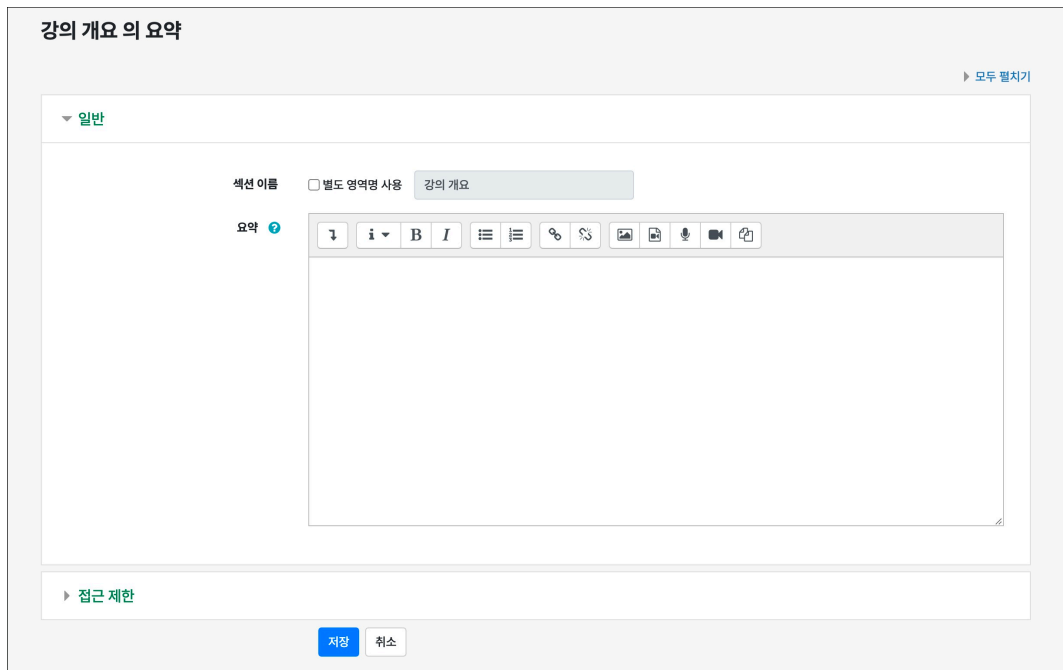 강의 개요 의 요약
모두 펼치기
일반
섹션 이름 별도 영역명 사용 강의 개요
요약
접근 제한
저장 취소